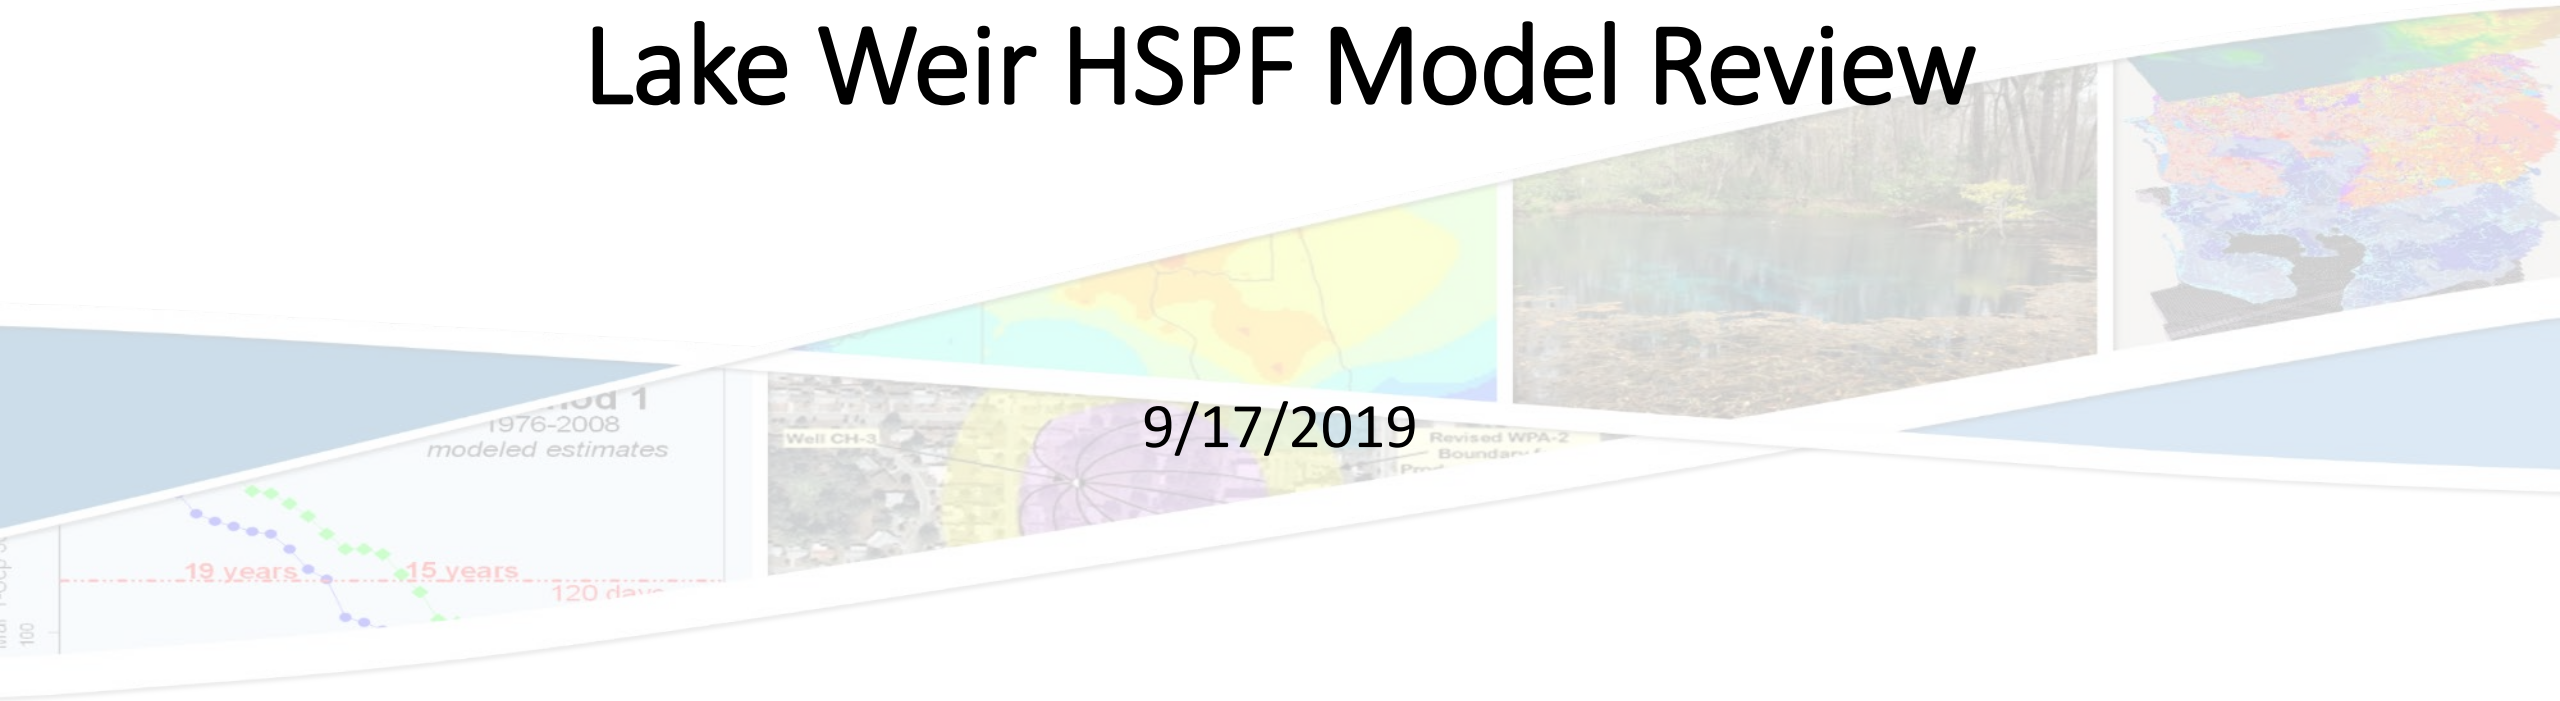 Lake Weir HSPF Model Review
9/17/2019
1976-2008
modeled estimates
19 years
15 years
120 days
100
Well CH-3
Revised WPA-2
Boundary